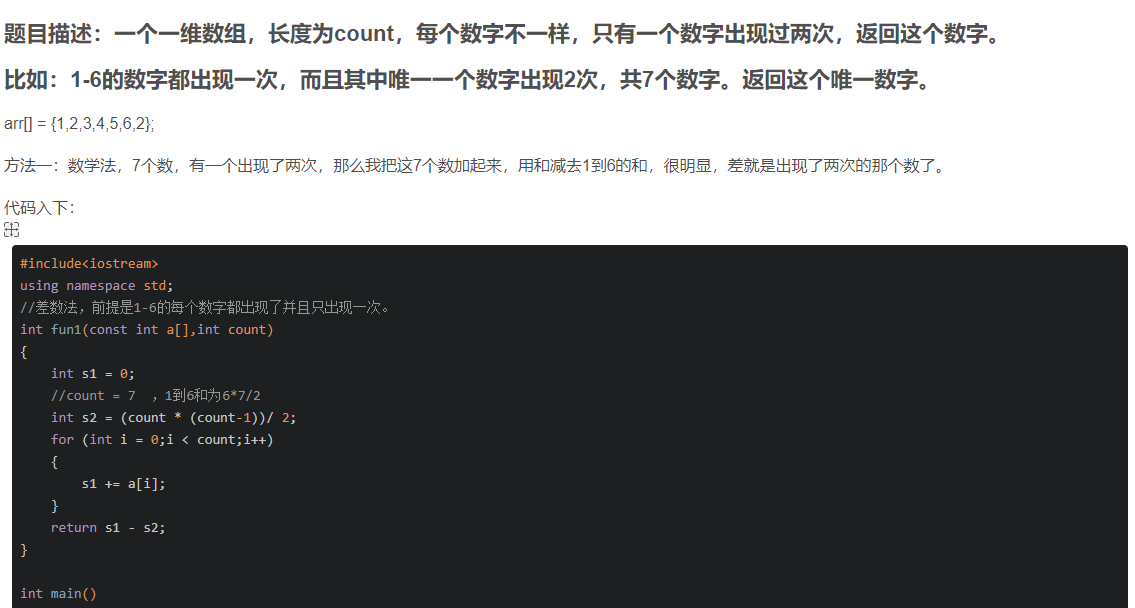 题目描述：一个一维数组，长度为count，每个数字不一样，只有一个数字出现过两次，返回这个数字。
比如：1-6的数字都出现一次，而且其中唯一一个数字出现2次，共7个数字。返回这个唯一数字。
arr[] = {1,2,3,4,5,6,2};
方法一：数学法，7个数，有一个出现了两次，那么我把这7个数加起来，用和减去1到6的和，很明显，差就是出现了两次的那个数了。
代码入下：
#include<iostream>
using namespace std;
//差数法，前提是1-6的每个数字都出现了并且只出现一次。
int fun1(const int a[],int count)
{
    int s1 = 0;
    //count = 7  ，1到6和为6*7/2
    int s2 = (count * (count-1))/ 2;
    for (int i = 0;i < count;i++)
    {
        s1 += a[i];
    }
    return s1 - s2;
}
int main()